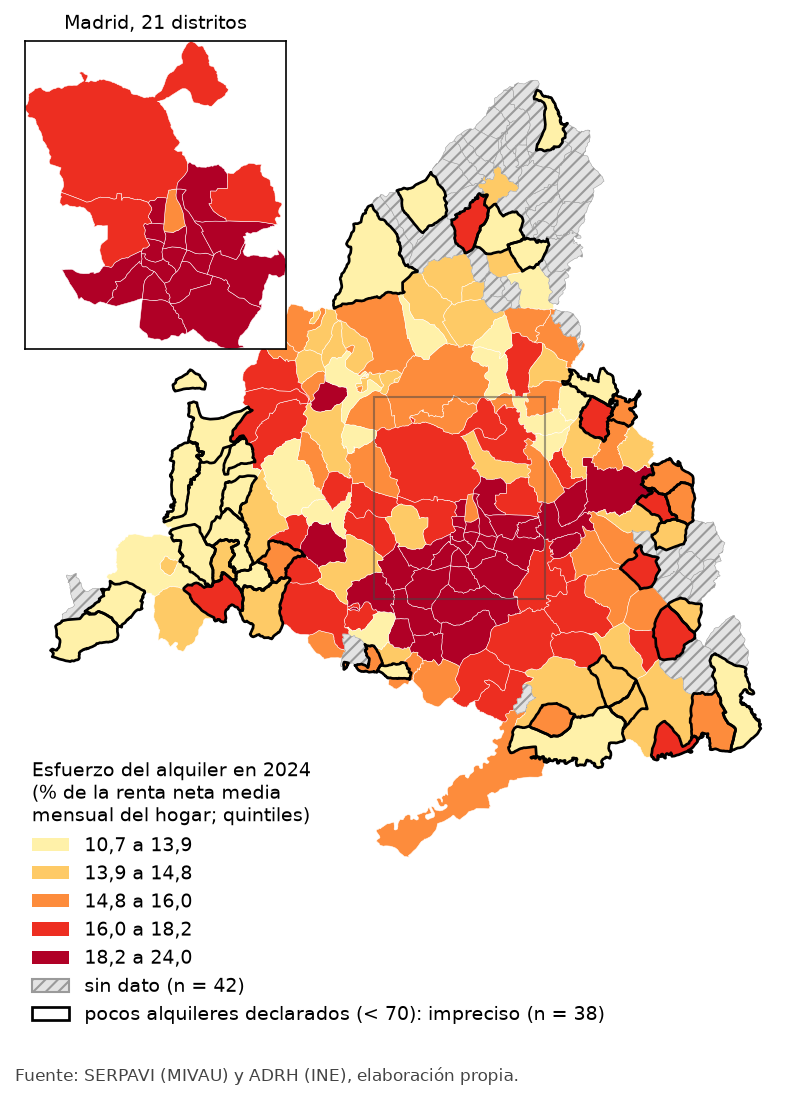 Madrid, 21 distritos
Esfuerzo del alquiler en 2024
(% de la renta neta media
mensual del hogar; quintiles)
10,7 a 13,9
13,9 a 14,8
14,8 a 16,0
16,0 a 18,2
18,2 a 24,0
sin dato (n = 42)
pocos alquileres declarados (< 70): impreciso (n = 38)
Fuente: SERPAVI (MIVAU) y ADRH (INE), elaboración propia.